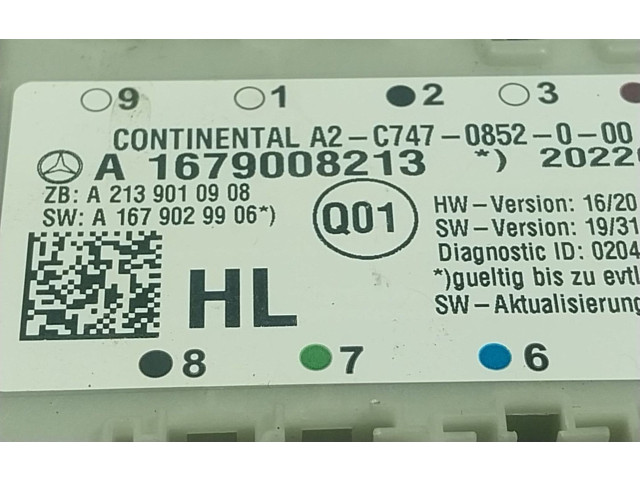 9 1 2 3
CONTINENTAL A2-C747-0852-0-00
A 1679008213 *) 2022
ZB: A 213 901 09 08
SW: A 167 902 99 06*)
Q01
HW-Version: 16/20
SW-Version: 19/31
Diagnostic ID: 0204
*)gueltig bis zu evtl
SW-Aktualisierung
HL
8 7 6